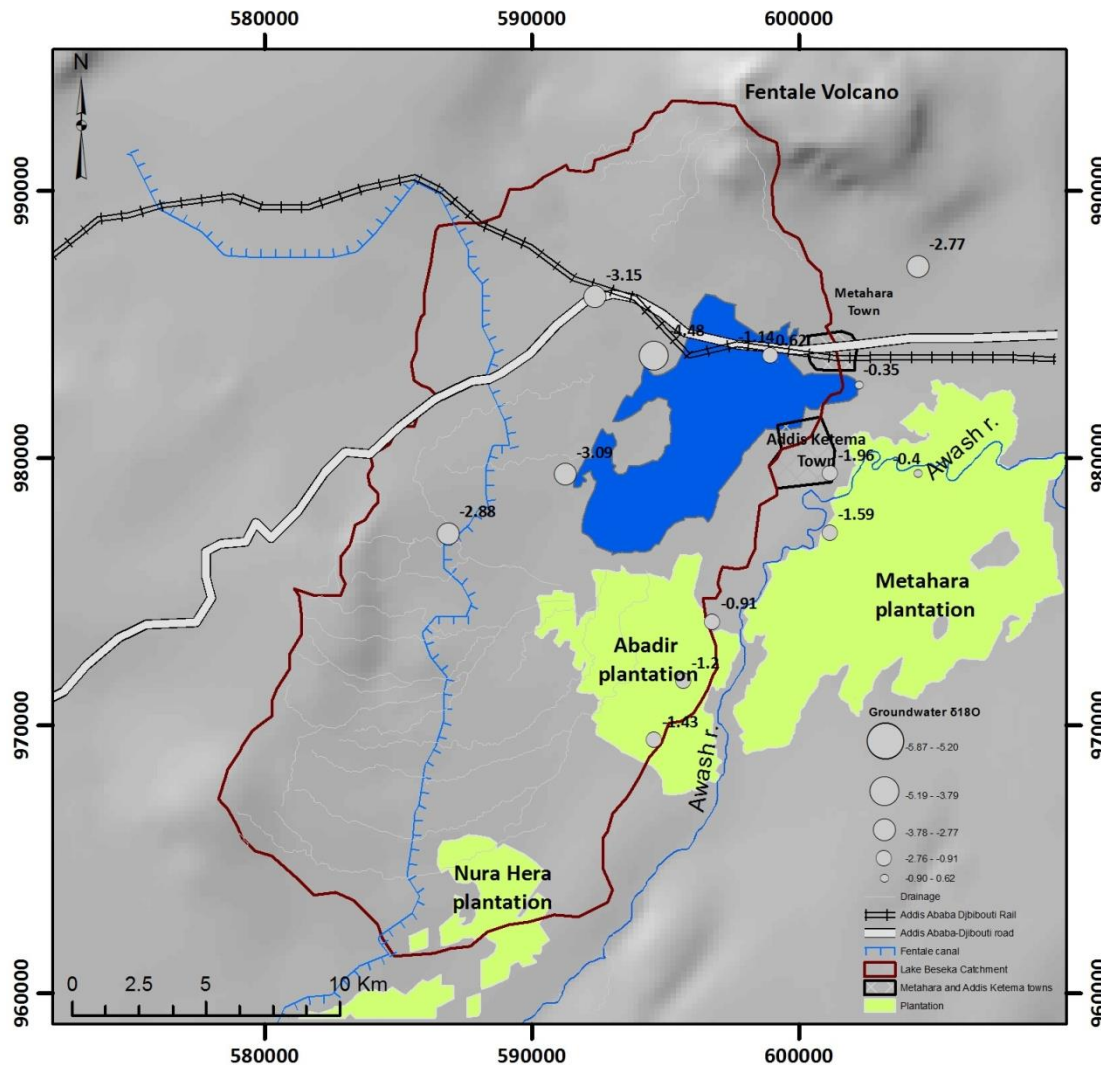 580000
590000
600000
N
Fentale Volcano
990000
990000
-2.77
-3.15
Metahara
Town
-4.48
-1.14
0.62
-0.35
980000
980000
Addis Ketema
Town
-1.96
-0.4
Awash r.
-3.09
-2.88
-1.59
Metahara
plantation
-0.91
Abadir
plantation
-1.2
-1.43
970000
970000
Awash r.
Groundwater δ18O
-5.87 - -5.20
-5.19 - -3.79
-3.78 - -2.77
-2.76 - -0.91
-0.90 - 0.62
Drainage
Addis Ababa Djbibouti Rail
Addis Ababa-Djbibouti road
Fentale canal
Lake Beseka Catchment
Metahara and Addis Ketema towns
Plantation
Nura Hera
plantation
0 2.5 5 10 Km
960000
960000
580000
590000
600000